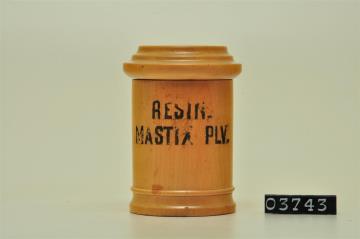 RESIN.
MASTIX PLV.
03743